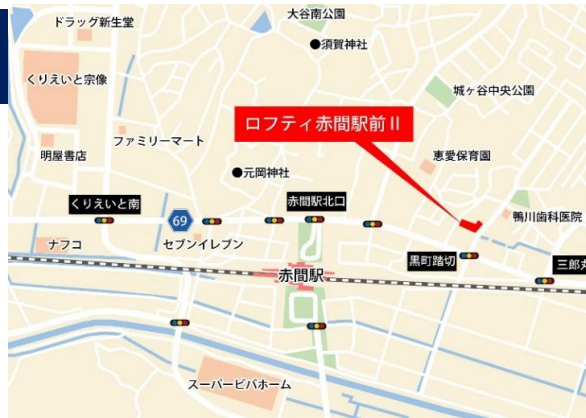 ドラッグ新生堂
大谷南公園
●須賀神社
くりえいと宗像
城ヶ谷中央公園
ロフティ赤間駅前Ⅱ
ファミリーマート
明屋書店
恵愛保育園
●元岡神社
くりえいと南
69
赤間駅北口
鴨川歯科医院
ナフコ
セブンイレブン
黒町踏切
三郎丸
赤間駅
スーパービバホーム